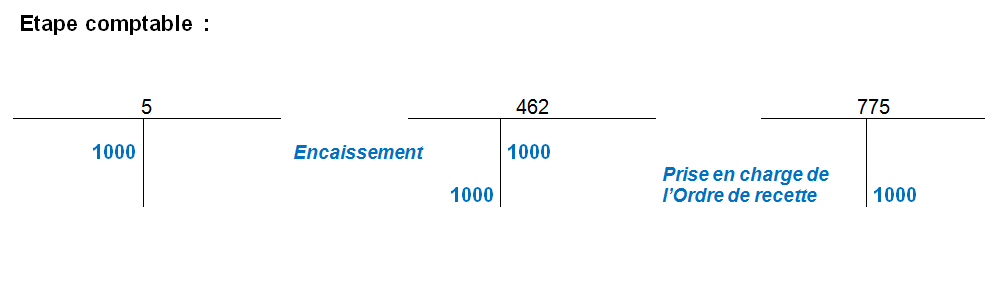 Etape comptable :
5
462
775
1000
Encaissement
1000
Prise en charge de
l’Ordre de recette
1000
1000